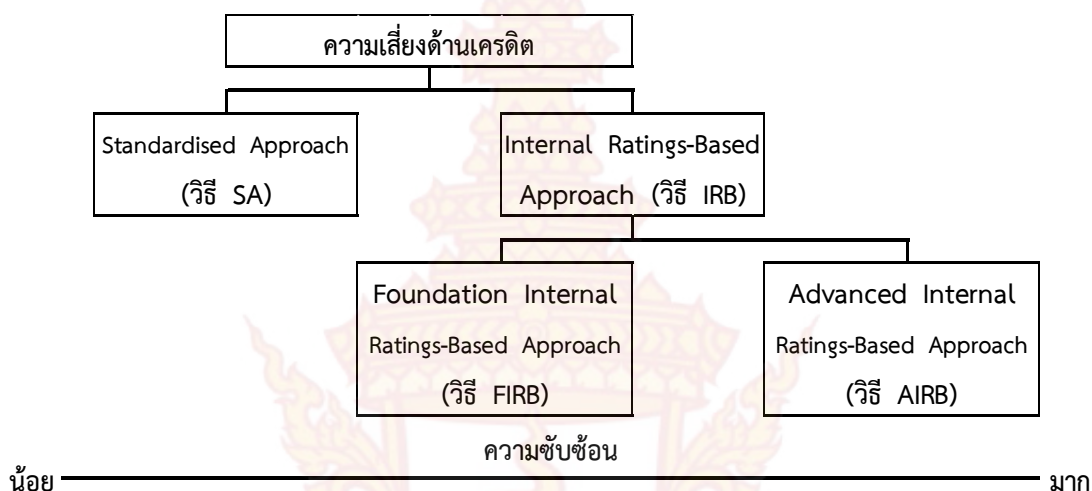 ความเสี่ยงด้านเครดิต
Standardised Approach
(วิธี SA)
Internal Ratings-Based
Approach (วิธี IRB)
Foundation Internal
Ratings-Based Approach
(วิธี FIRB)
Advanced Internal
Ratings-Based Approach
(วิธี AIRB)
ความซับซ้อน
น้อย มาก